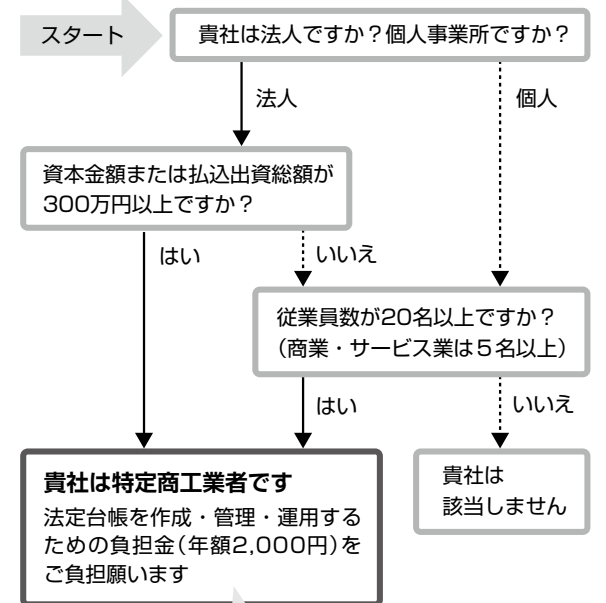 スタート
貴社は法人ですか？個人事業所ですか？
法人
個人
資本金額または払込出資総額が
300万円以上ですか？
はい
いいえ
従業員数が20名以上ですか？
（商業・サービス業は５名以上）
はい
いいえ
貴社は特定商工業者です
法定台帳を作成・管理・運用する
ための負担金（年額2,000円）を
ご負担願います
貴社は
該当しません